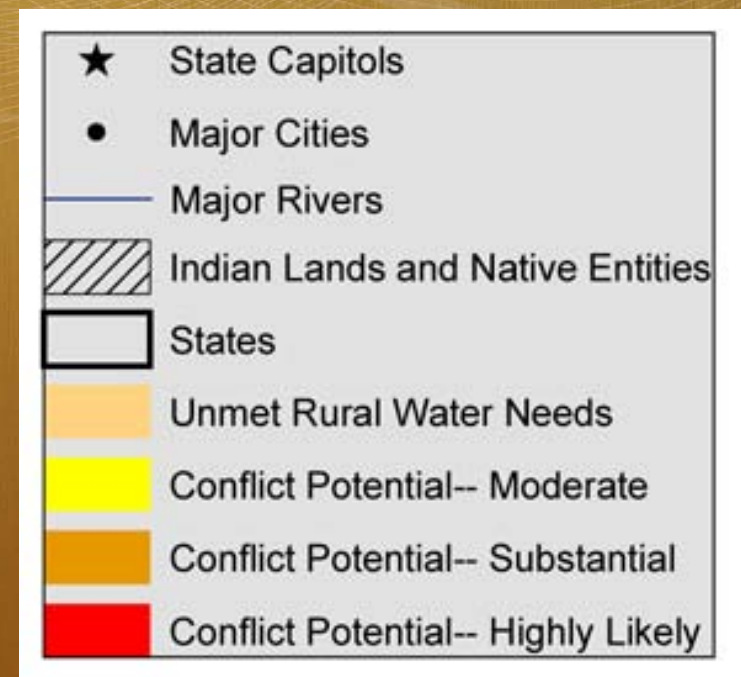 State Capitols
Major Cities
Major Rivers
Indian Lands and Native Entities
States
Unmet Rural Water Needs
Conflict Potential-- Moderate
Conflict Potential-- Substantial
Conflict Potential-- Highly Likely